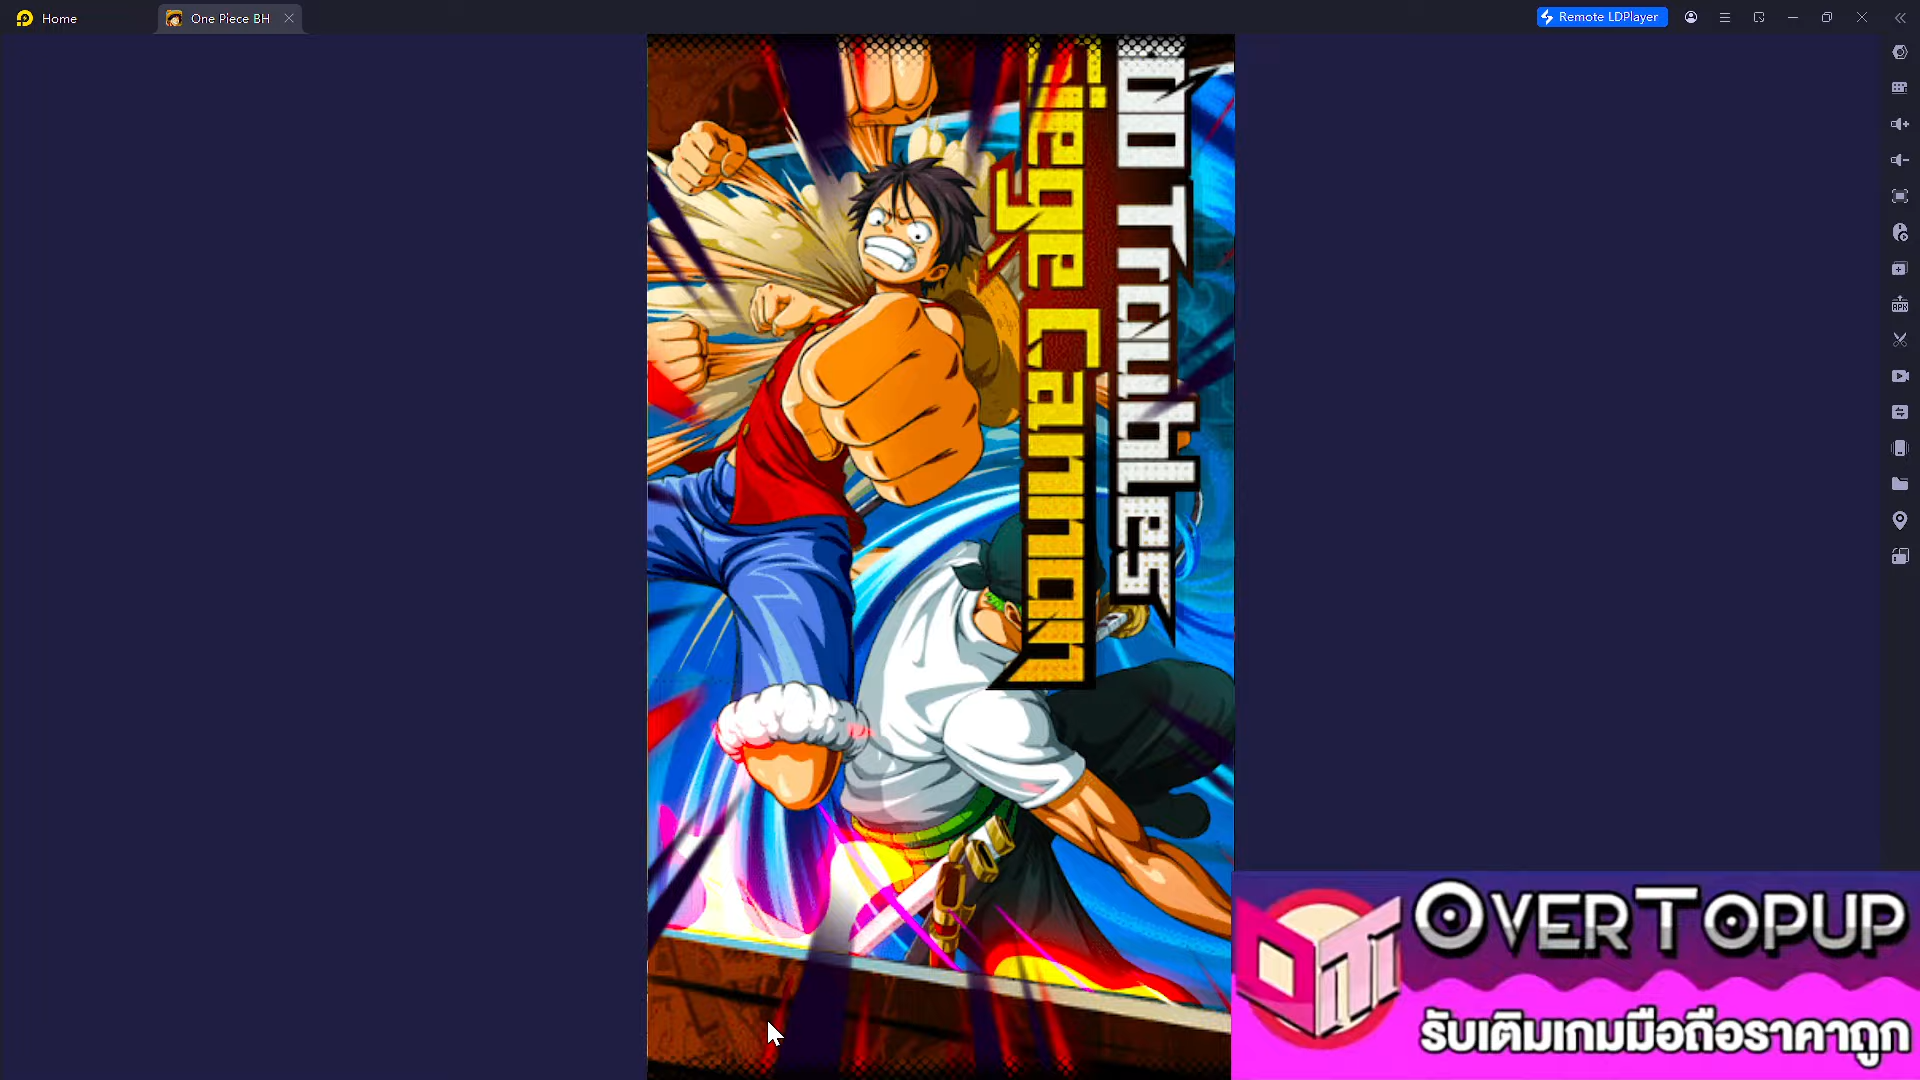 Home
One Piece BH
Remote LDPlayer
Troubles
Siege Cannon
APK
OVERTOPUP
รับเติมเกมมือถือราคาถูก